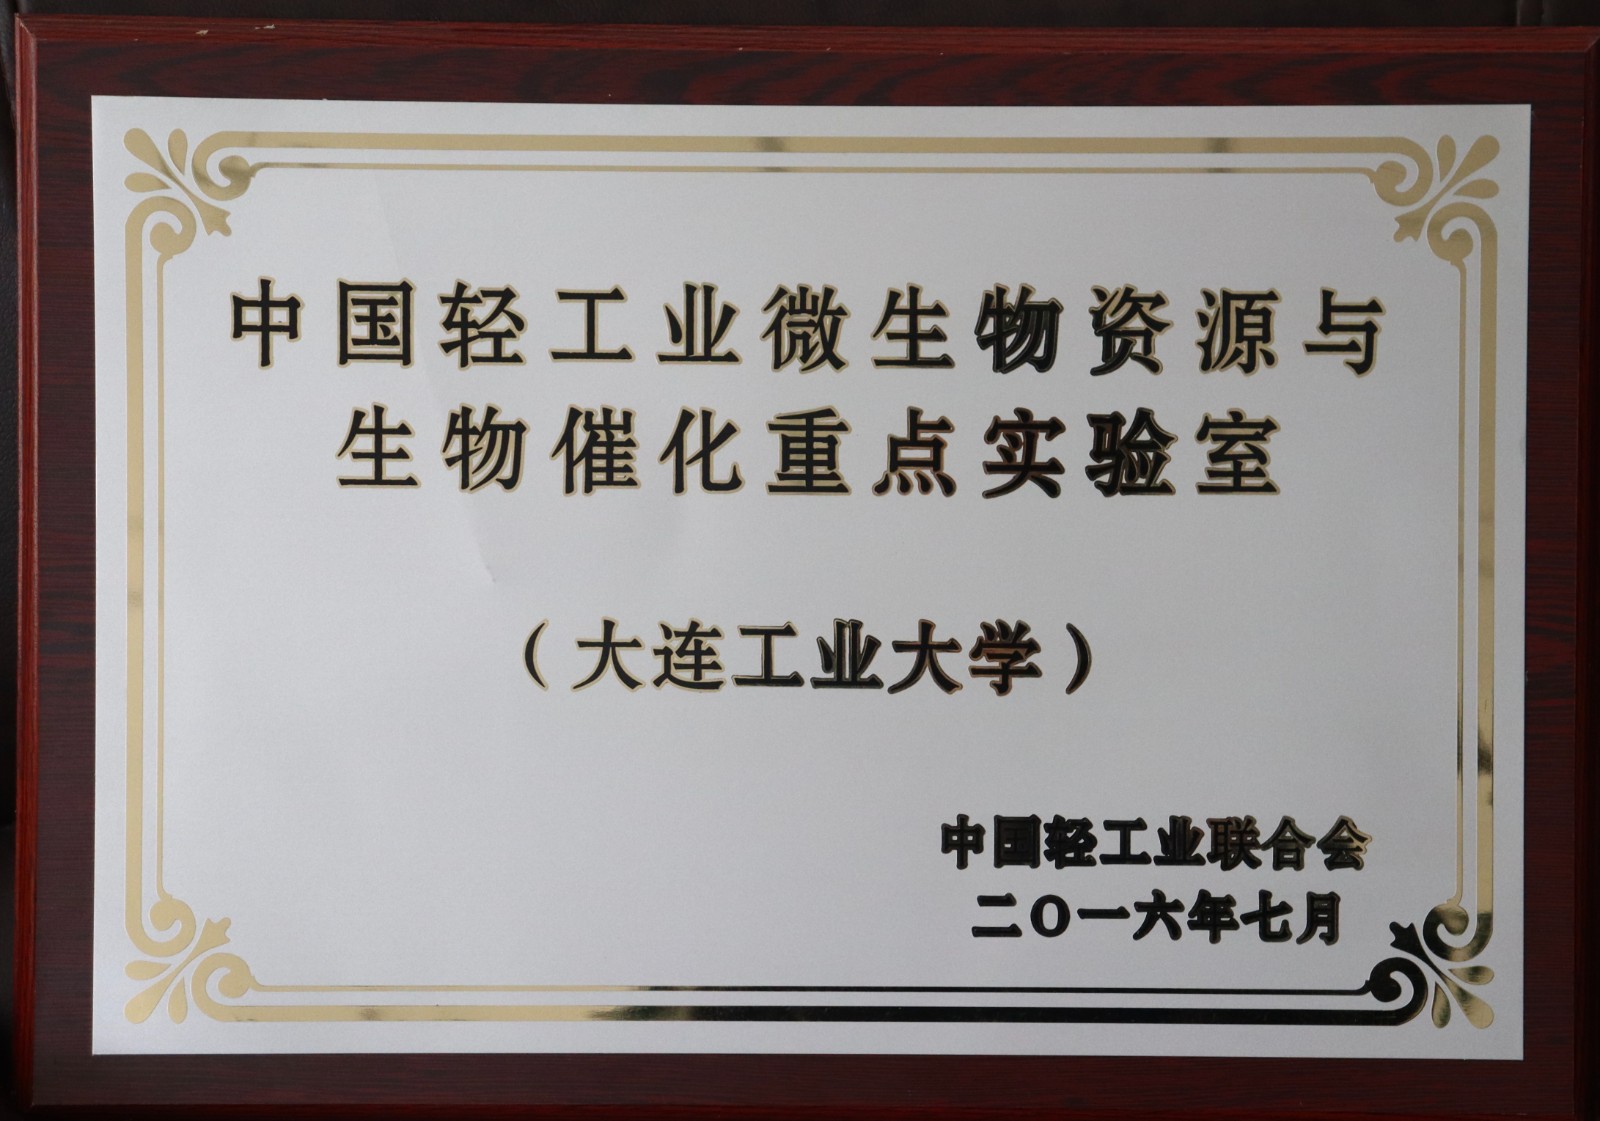 中国轻工业微生物资源与
生物催化重点实验室
（大连工业大学）
中国轻工业联合会
二〇一六年七月